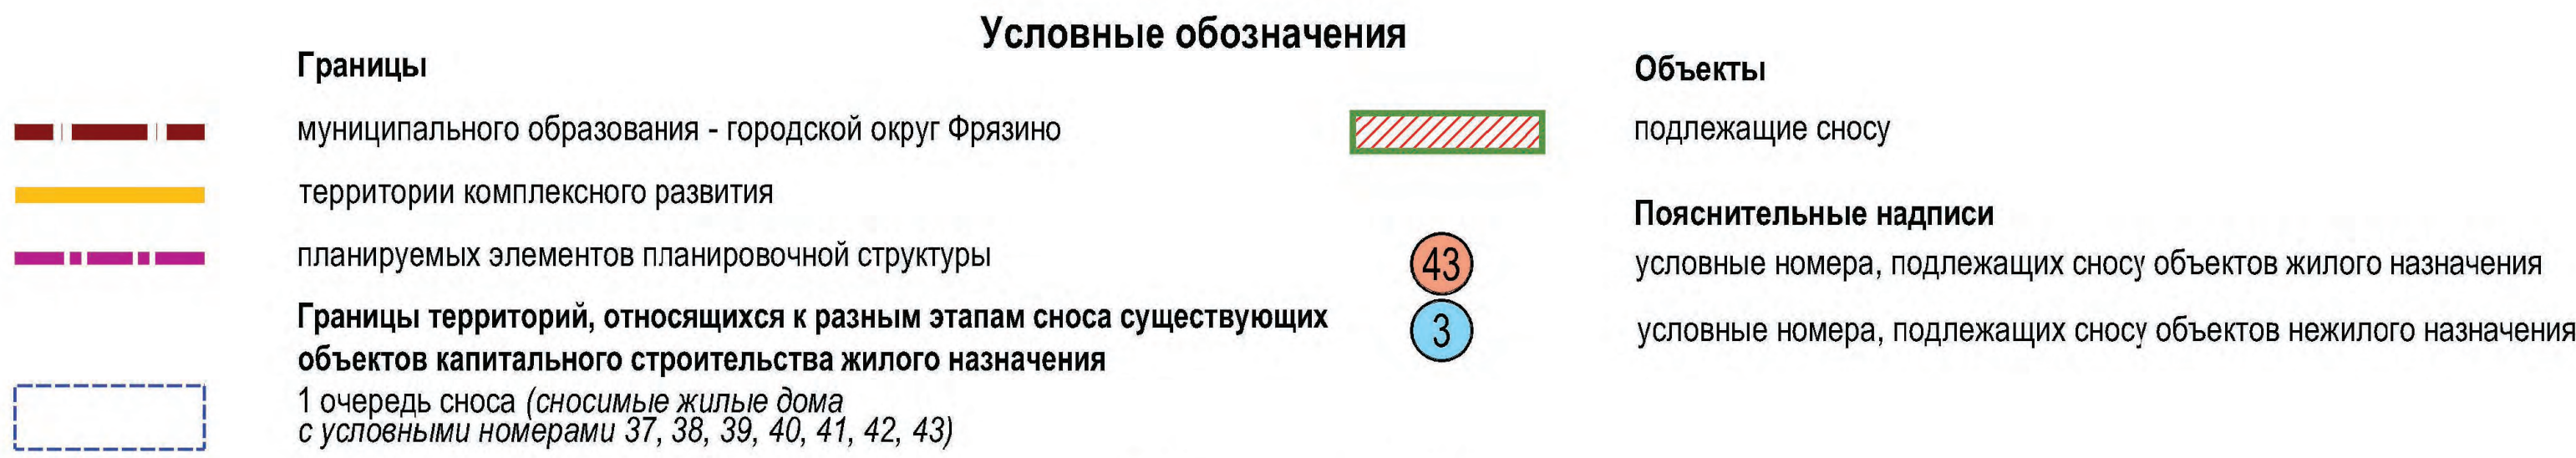 Условные обозначения
Границы
муниципального образования - городской округ Фрязино
территории комплексного развития
планируемых элементов планировочной структуры
Границы территорий, относящихся к разным этапам сноса существующих
объектов капитального строительства жилого назначения
1 очередь сноса (сносимые жилые дома
с условными номерами 37, 38, 39, 40, 41, 42, 43)
Объекты
подлежащие сносу
Пояснительные надписи
43
условные номера, подлежащих сносу объектов жилого назначения
3
условные номера, подлежащих сносу объектов нежилого назначения